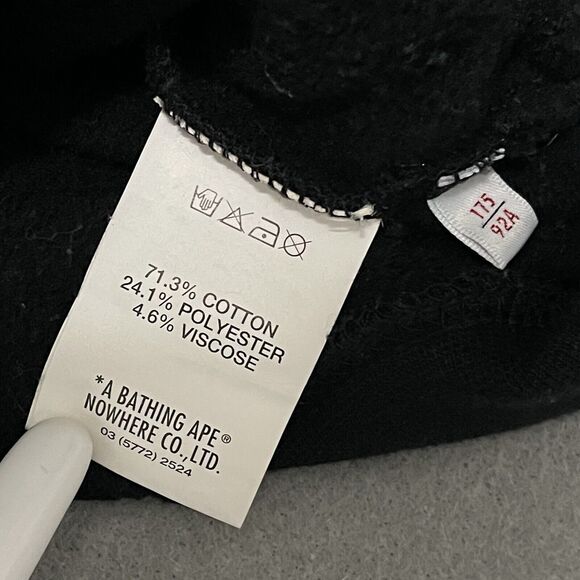 71.3% COTTON
24.1% POLYESTER
4.6% VISCOSE
*A BATHING APE®
NOWHERE CO., LTD.
03 (5772) 2524
175
92A